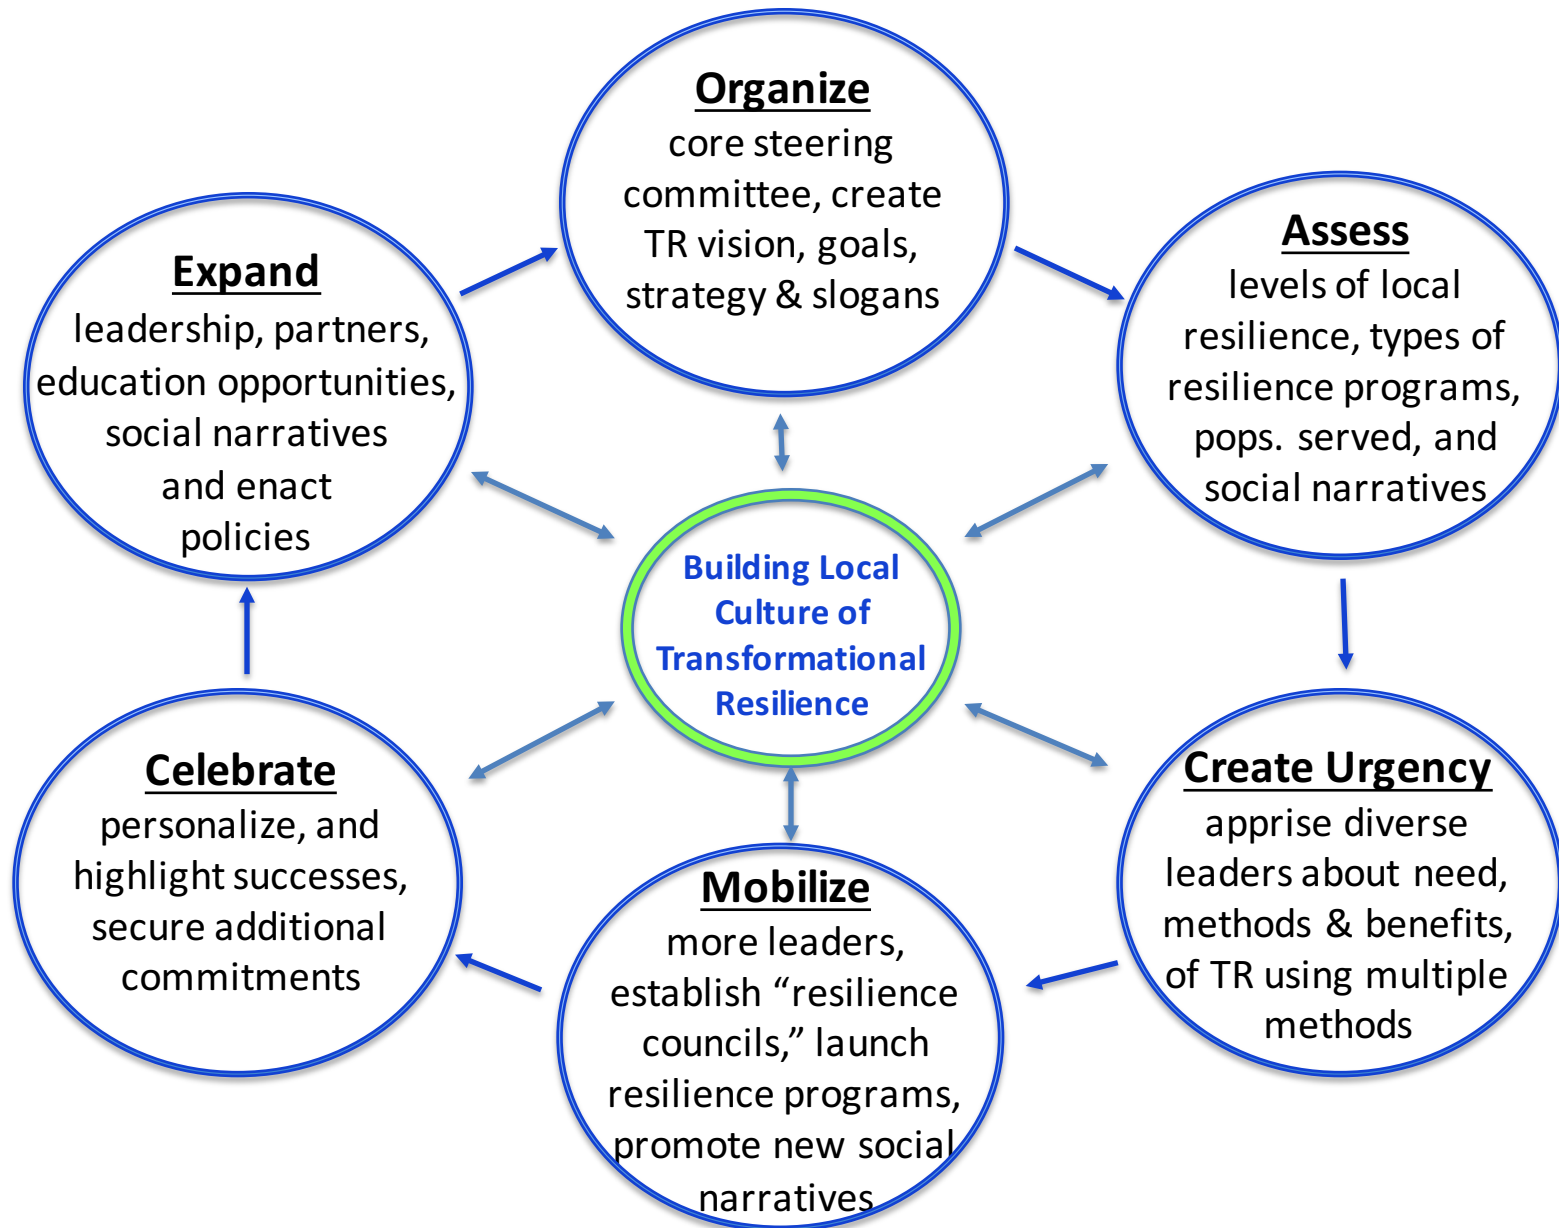 Organize
core steering
committee, create
TR vision, goals,
strategy & slogans
Assess
levels of local
resilience, types of
resilience programs,
pops. served, and
social narratives
Create Urgency
apprise diverse
leaders about need,
methods & benefits,
of TR using multiple
methods
Mobilize
more leaders,
establish “resilience
councils,” launch
resilience programs,
promote new social
narratives
Celebrate
personalize, and
highlight successes,
secure additional
commitments
Expand
leadership, partners,
education opportunities,
social narratives
and enact
policies
Building Local
Culture of
Transformational
Resilience